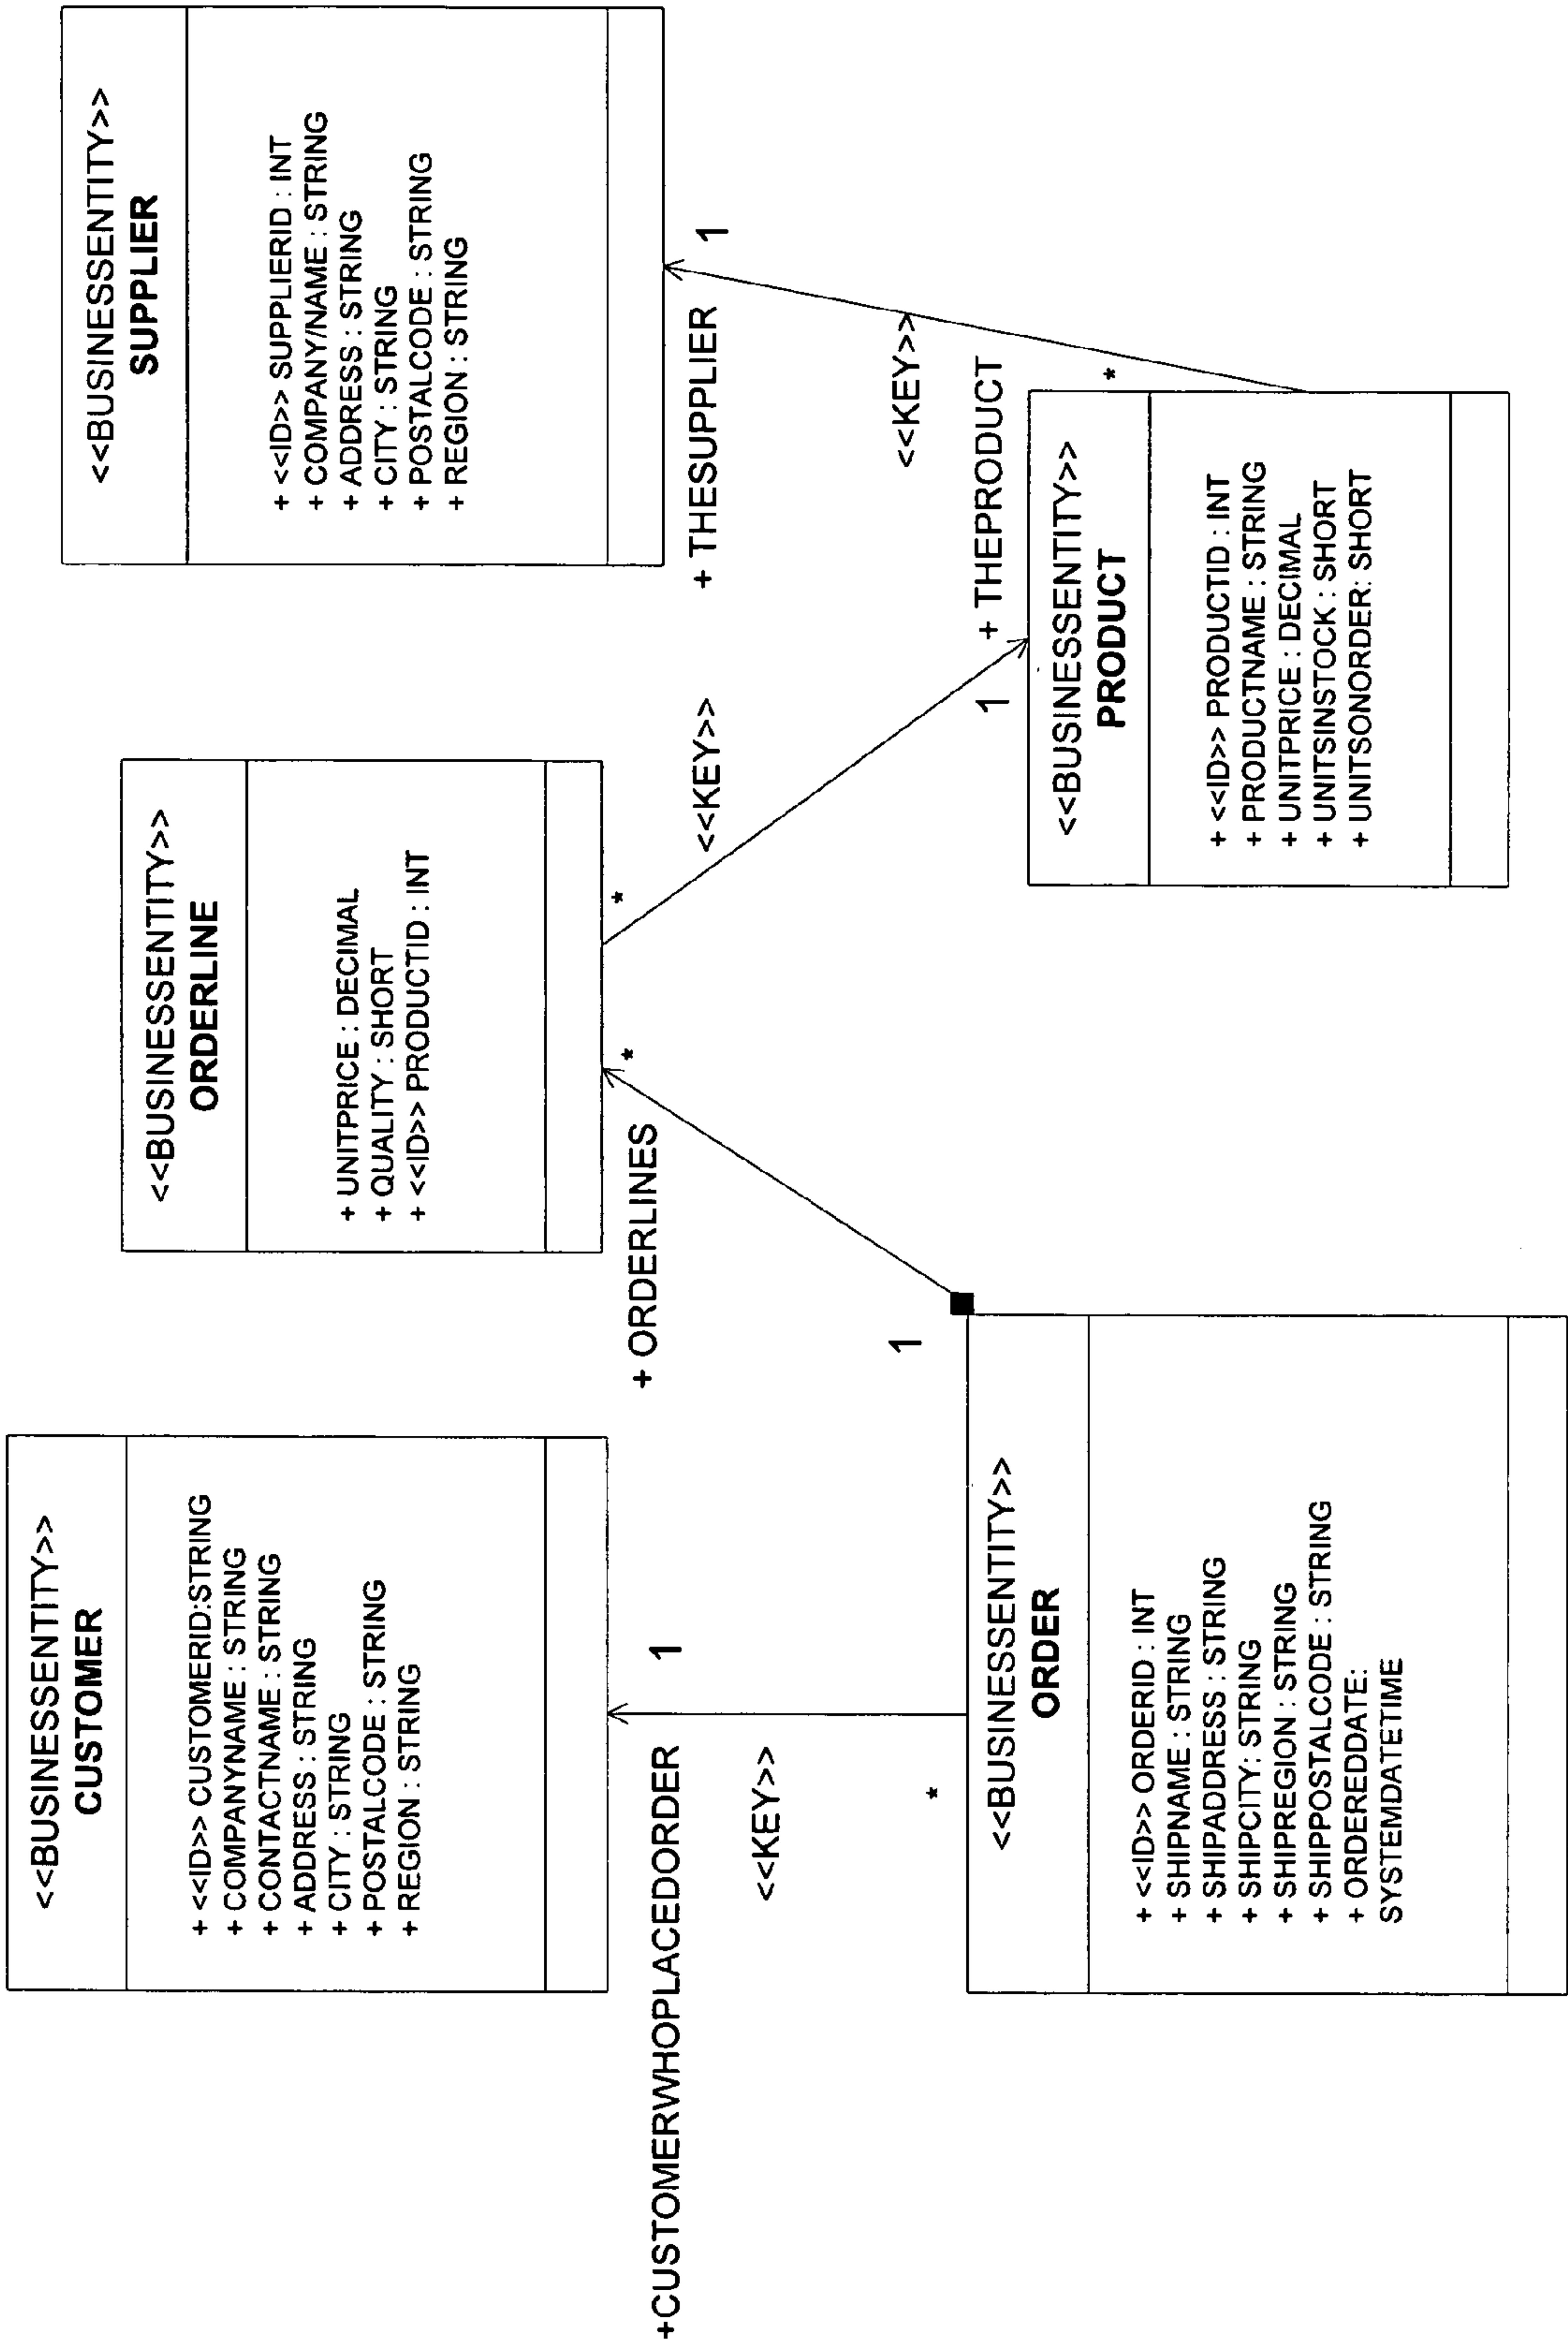 <<BUSINESSENTITY>>
CUSTOMER
+ <<ID>> CUSTOMERID:STRING
+ COMPANYNAME : STRING
+ CONTACTNAME : STRING
+ ADDRESS : STRING
+ CITY : STRING
+ POSTALCODE : STRING
+ REGION : STRING
<<BUSINESSENTITY>>
ORDERLINE
+ UNITPRICE : DECIMAL
+ QUALITY : SHORT
+ <<ID>> PRODUCTID : INT
<<BUSINESSENTITY>>
SUPPLIER
+ <<ID>> SUPPLIERID : INT
+ COMPANY/NAME : STRING
+ ADDRESS : STRING
+ CITY : STRING
+ POSTALCODE : STRING
+ REGION : STRING
+CUSTOMERWHOPLACEDORDER
1
<<KEY>>
*
+ ORDERLINES
*
1
*
<<KEY>>
1
+ THEPRODUCT
+ THESUPPLIER
1
<<KEY>>
*
<<BUSINESSENTITY>>
ORDER
+ <<ID>> ORDERID : INT
+ SHIPNAME : STRING
+ SHIPADDRESS : STRING
+ SHIPCITY: STRING
+ SHIPREGION : STRING
+ SHIPPOSTALCODE : STRING
+ ORDEREDDATE:
SYSTEMDATETIME
<<BUSINESSENTITY>>
PRODUCT
+ <<ID>> PRODUCTID : INT
+ PRODUCTNAME : STRING
+ UNITPRICE : DECIMAL
+ UNITSINSTOCK : SHORT
+ UNITSONORDER: SHORT